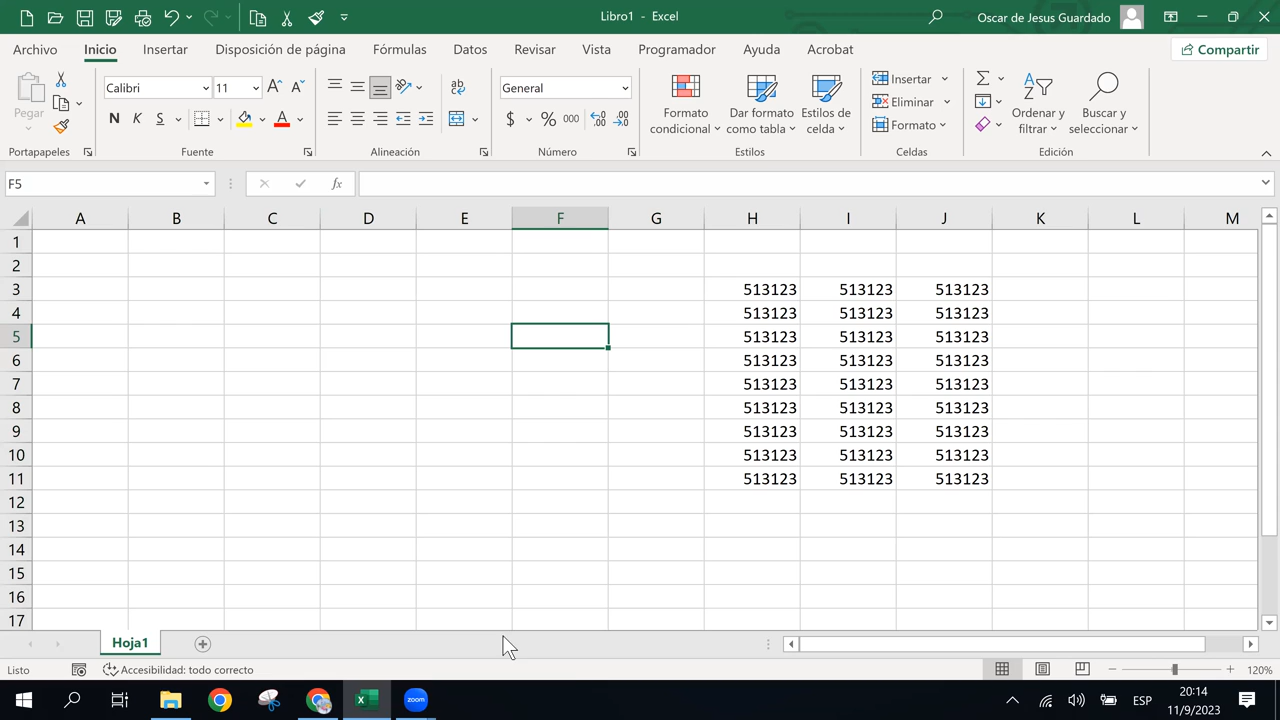 Libro1 - Excel
Oscar de Jesus Guardado
Archivo Inicio Insertar Disposición de página Fórmulas Datos Revisar Vista Programador Ayuda Acrobat Compartir
Pegar
Portapapeles
Calibri 11
N K S
Fuente
Alineación
General
$ % 000
Número
Formato condicional
Dar formato como tabla
Estilos de celda
Estilos
Insertar
Eliminar
Formato
Celdas
Ordenar y filtrar
Buscar y seleccionar
Edición
F5
fx
A B C D E F G H I J K L M
1
2
3 513123 513123 513123
4 513123 513123 513123
5 513123 513123 513123
6 513123 513123 513123
7 513123 513123 513123
8 513123 513123 513123
9 513123 513123 513123
10 513123 513123 513123
11 513123 513123 513123
12
13
14
15
16
17
Hoja1
Listo
Accesibilidad: todo correcto
120%
zoom
ESP
20:14
11/9/2023